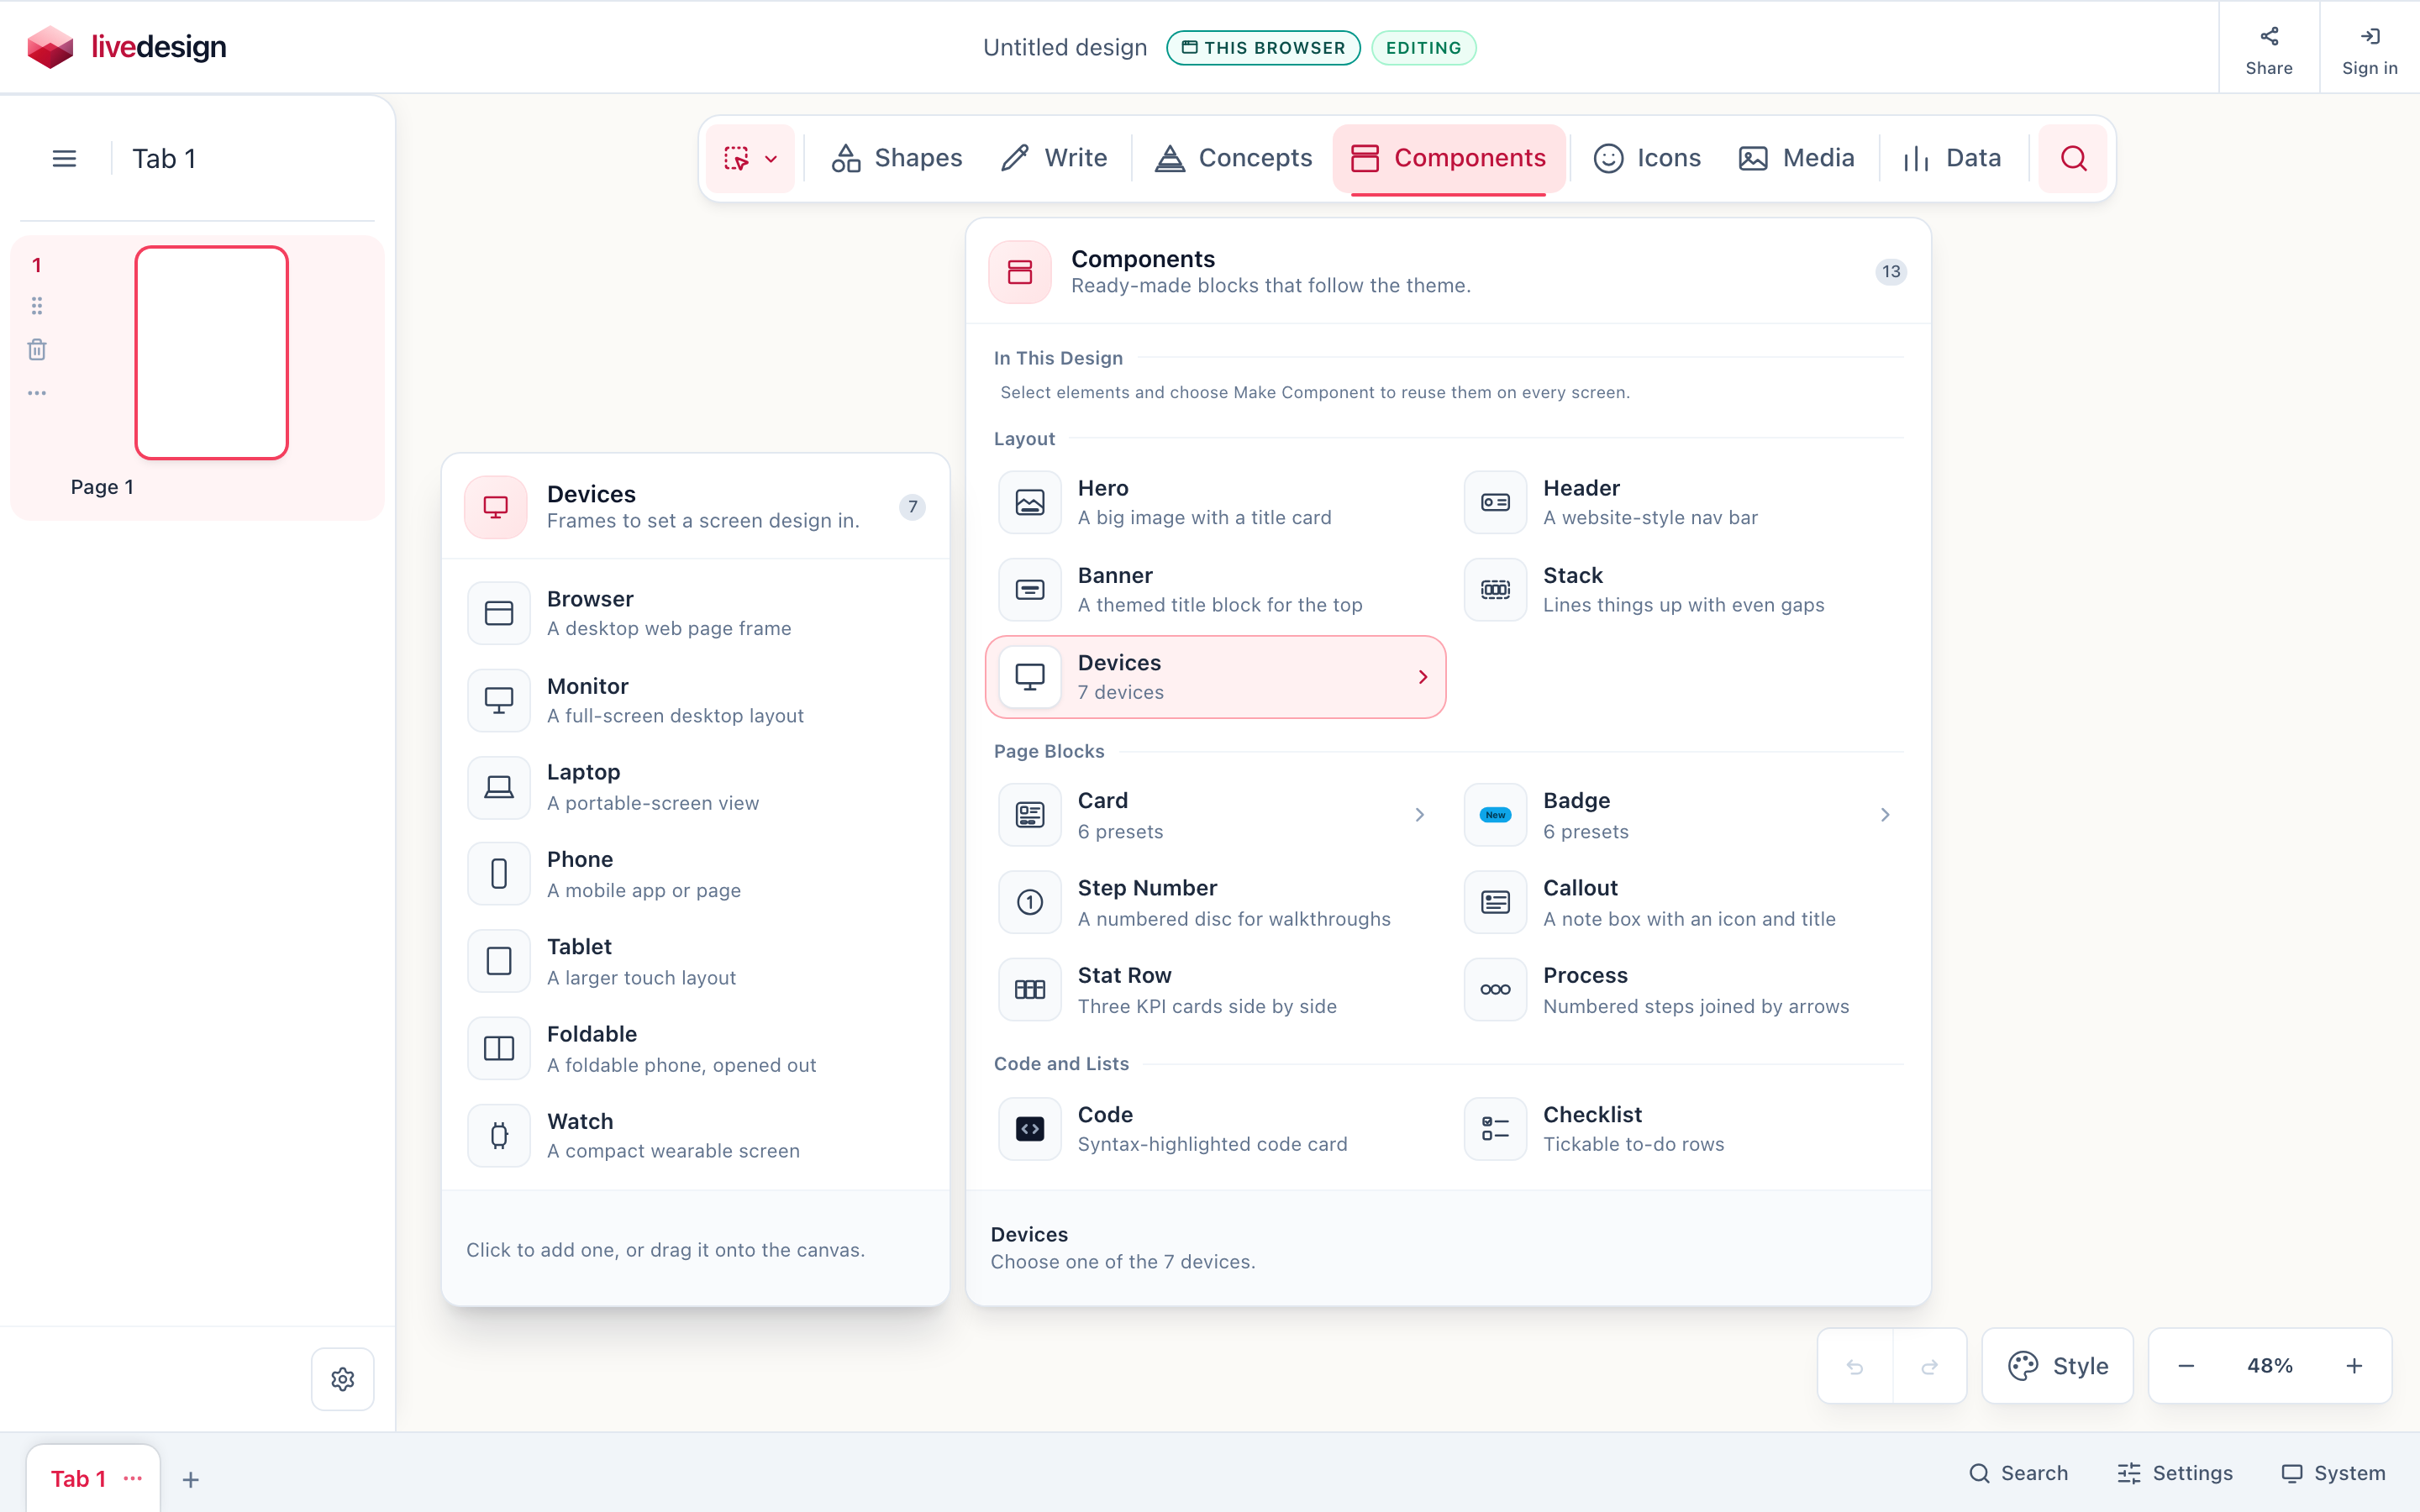 livedesign
Untitled design
THIS BROWSER
EDITING
Share
Sign in
Tab 1
Shapes
Write
Concepts
Components
Icons
Media
Data
1
Page 1
Components
Ready-made blocks that follow the theme.
13
In This Design
Select elements and choose Make Component to reuse them on every screen.
Layout
Hero
A big image with a title card
Header
A website-style nav bar
Banner
A themed title block for the top
Stack
Lines things up with even gaps
Devices
7 devices
Page Blocks
Card
6 presets
New
Badge
6 presets
1
Step Number
A numbered disc for walkthroughs
Callout
A note box with an icon and title
Stat Row
Three KPI cards side by side
Process
Numbered steps joined by arrows
Code and Lists
Code
Syntax-highlighted code card
Checklist
Tickable to-do rows
Devices
Choose one of the 7 devices.
Devices
Frames to set a screen design in.
7
Browser
A desktop web page frame
Monitor
A full-screen desktop layout
Laptop
A portable-screen view
Phone
A mobile app or page
Tablet
A larger touch layout
Foldable
A foldable phone, opened out
Watch
A compact wearable screen
Click to add one, or drag it onto the canvas.
Style
48%
Tab 1
Search
Settings
System